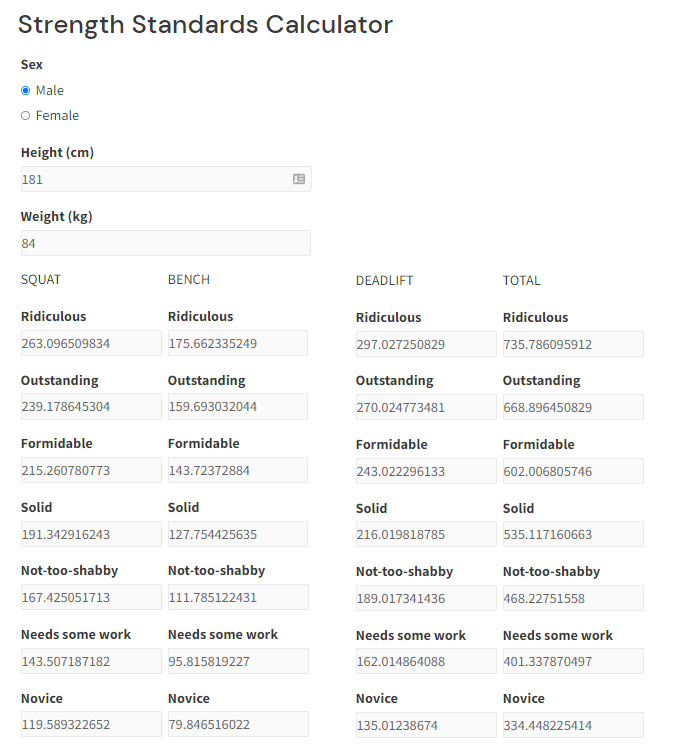 Strength Standards Calculator
Sex
Male
Female
Height (cm)
181
Weight (kg)
84
SQUAT BENCH DEADLIFT TOTAL
Ridiculous Ridiculous Ridiculous Ridiculous
263.096509834 175.662335249 297.027250829 735.786095912
Outstanding Outstanding Outstanding Outstanding
239.178645304 159.693032044 270.024773481 668.896450829
Formidable Formidable Formidable Formidable
215.260780773 143.72372884 243.022296133 602.006805746
Solid Solid Solid Solid
191.342916243 127.754425635 216.019818785 535.117160663
Not-too-shabby Not-too-shabby Not-too-shabby Not-too-shabby
167.425051713 111.785122431 189.017341436 468.22751558
Needs some work Needs some work Needs some work Needs some work
143.507187182 95.815819227 162.014864088 401.337870497
Novice Novice Novice Novice
119.589322652 79.846516022 135.01238674 334.448225414